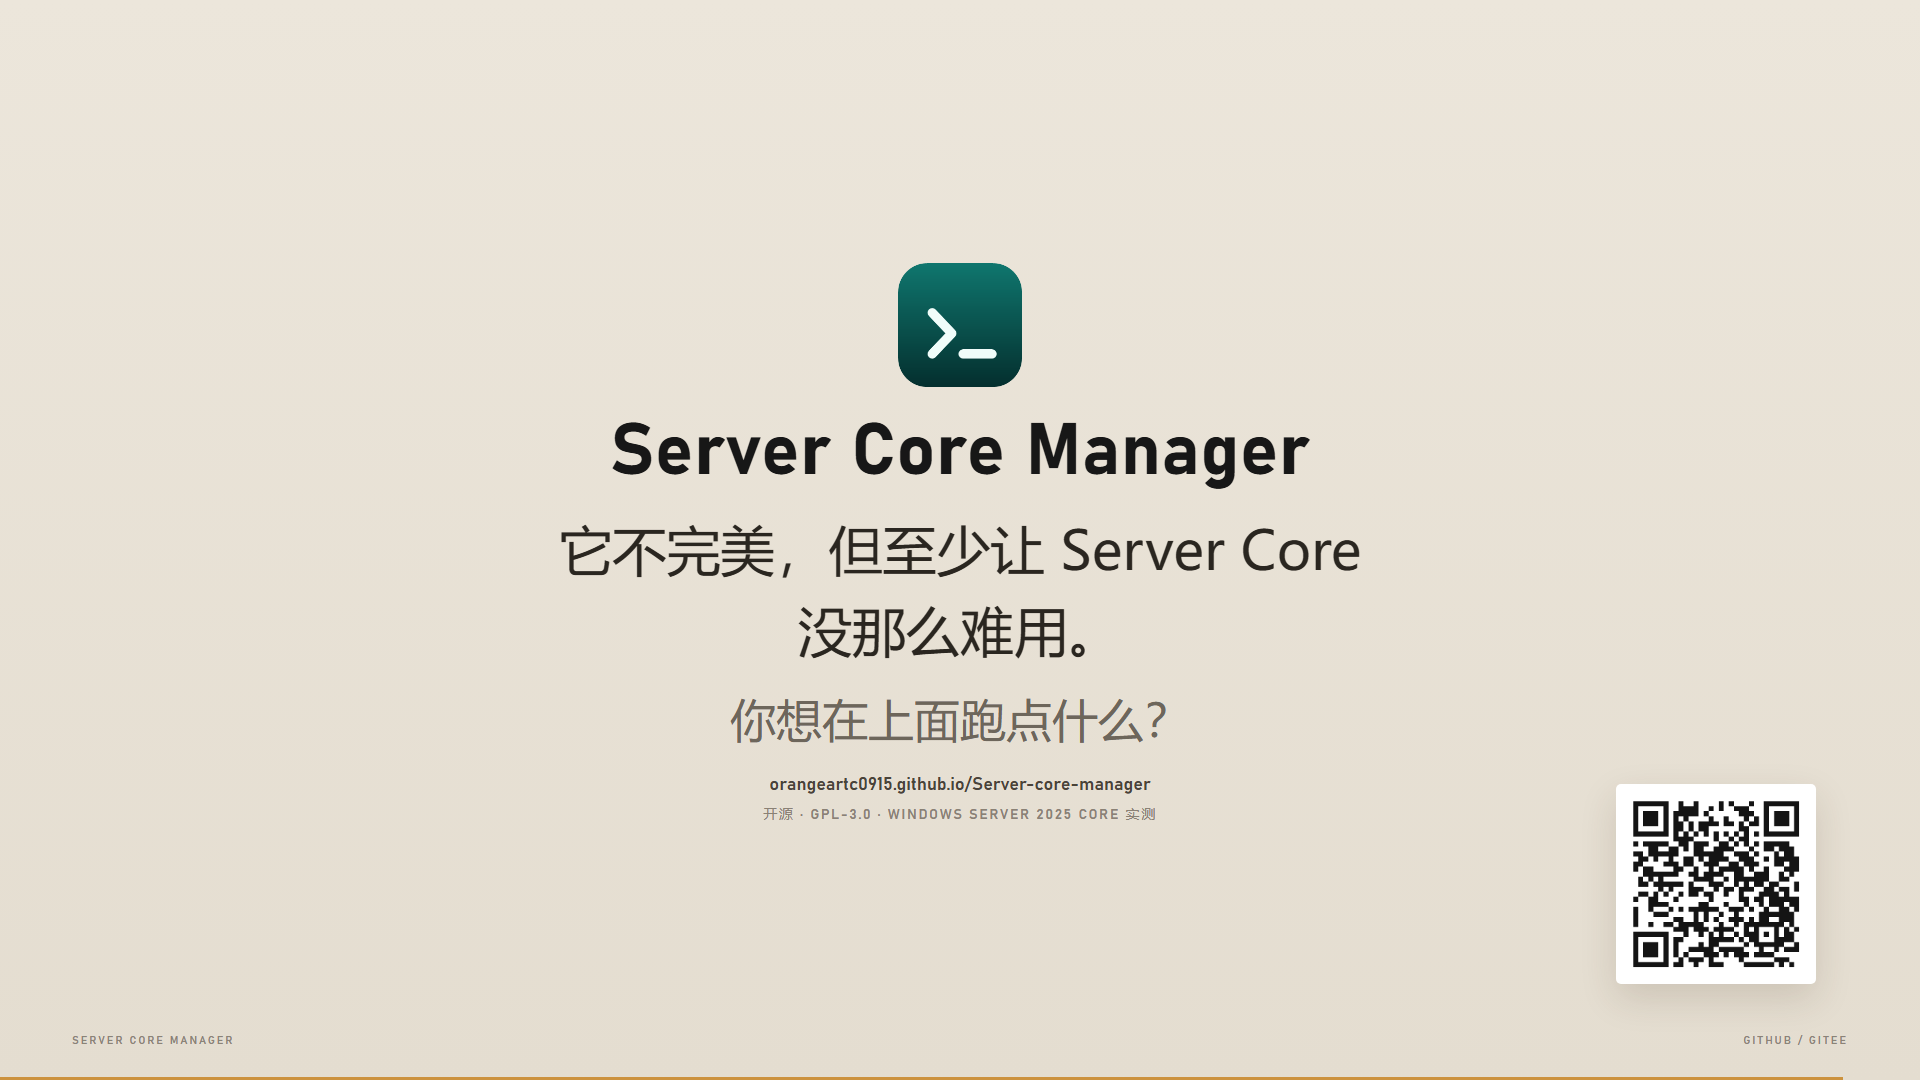 Server Core Manager
它不完美，但至少让 Server Core
没那么难用。
你想在上面跑点什么？
orangeartc0915.github.io/Server-core-manager
开源 · GPL-3.0 · WINDOWS SERVER 2025 CORE 实测
SERVER CORE MANAGER
GITHUB / GITEE